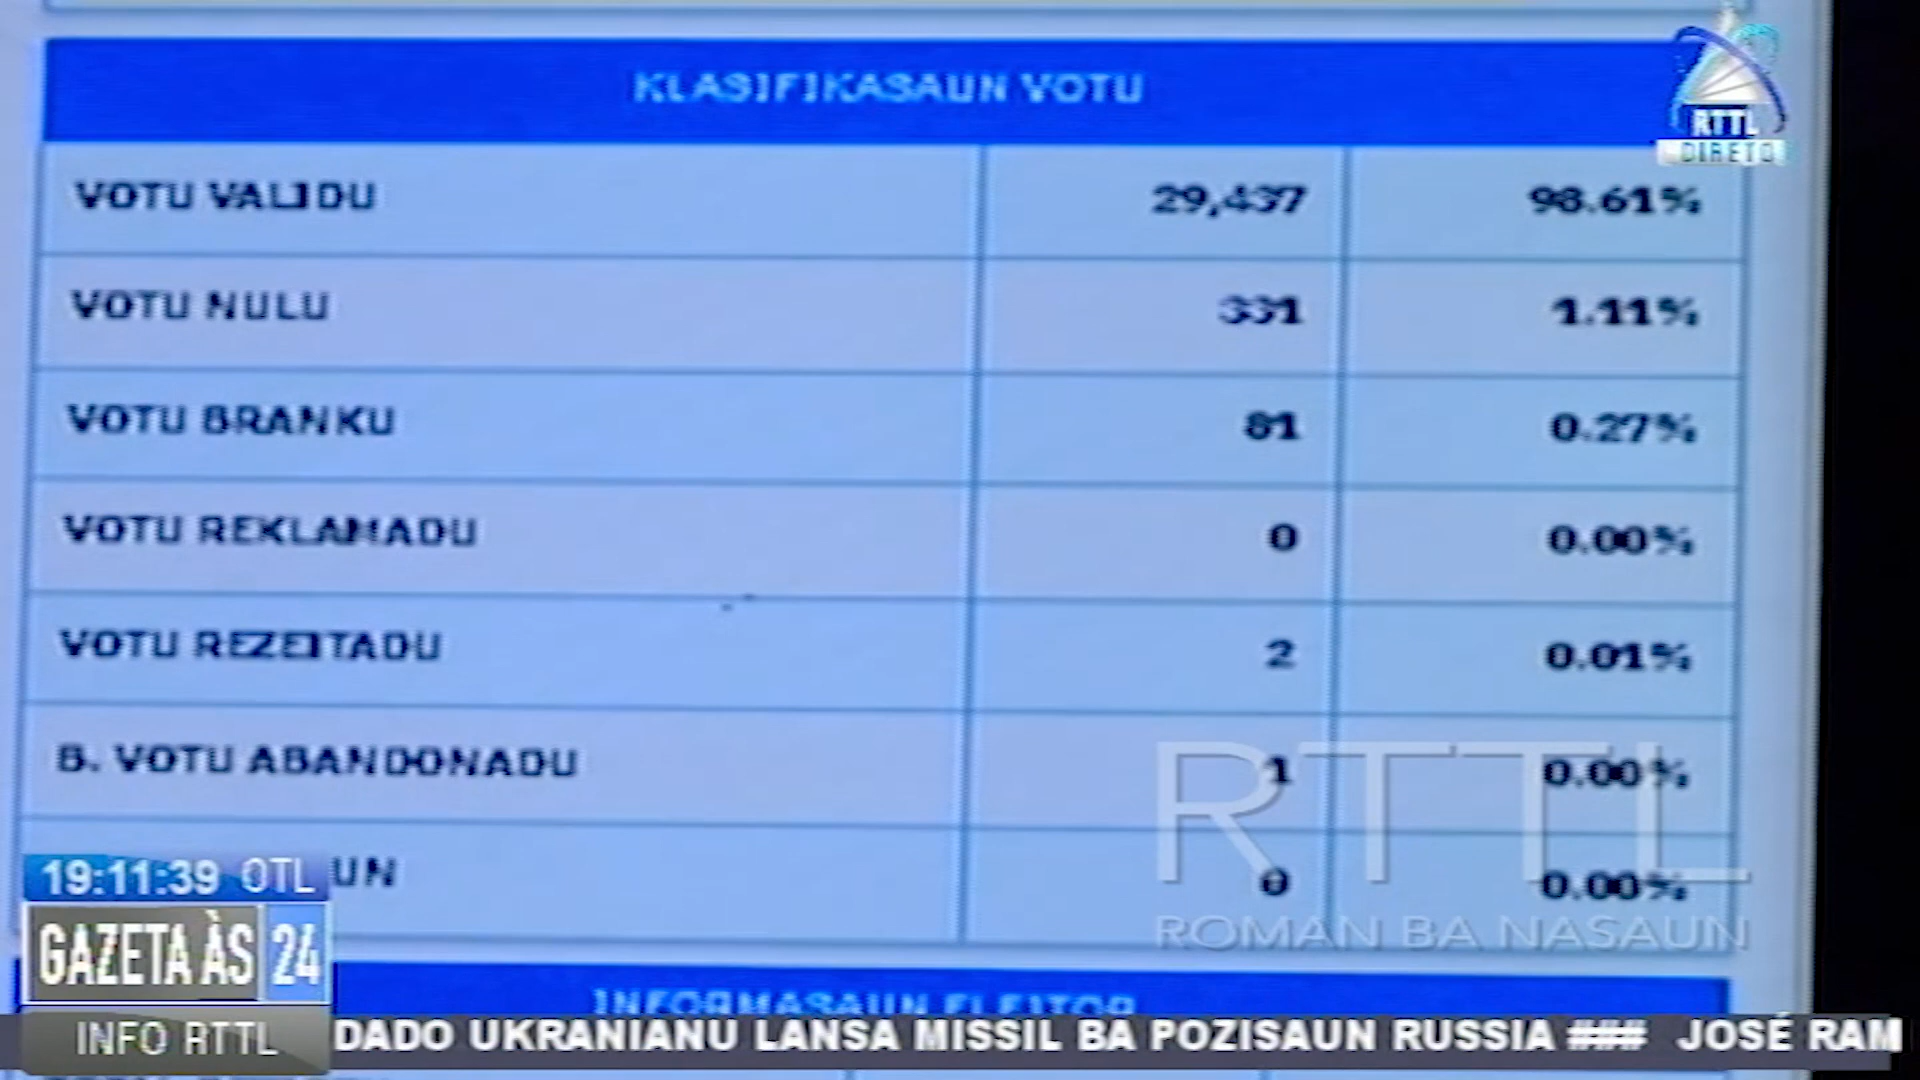 KLASIFIKASAUN VOTU
RTTL
DIRETO
VOTU VALIDU 29,437 98.61%
VOTU NULU 331 1.11%
VOTU BRANKU 81 0.27%
VOTU REKLAMADU 0 0.00%
VOTU REZEITADU 2 0.01%
B. VOTU ABANDONADU 1 0.00%
UN 0 0.00%
RTTL
ROMAN BA NASAUN
19:11:39 OTL
GAZETA ÀS 24
INFORMASAUN ELEITOR
INFO RTTL
DADO UKRANIANU LANSA MISSIL BA POZISAUN RUSSIA ### JOSÉ RAM